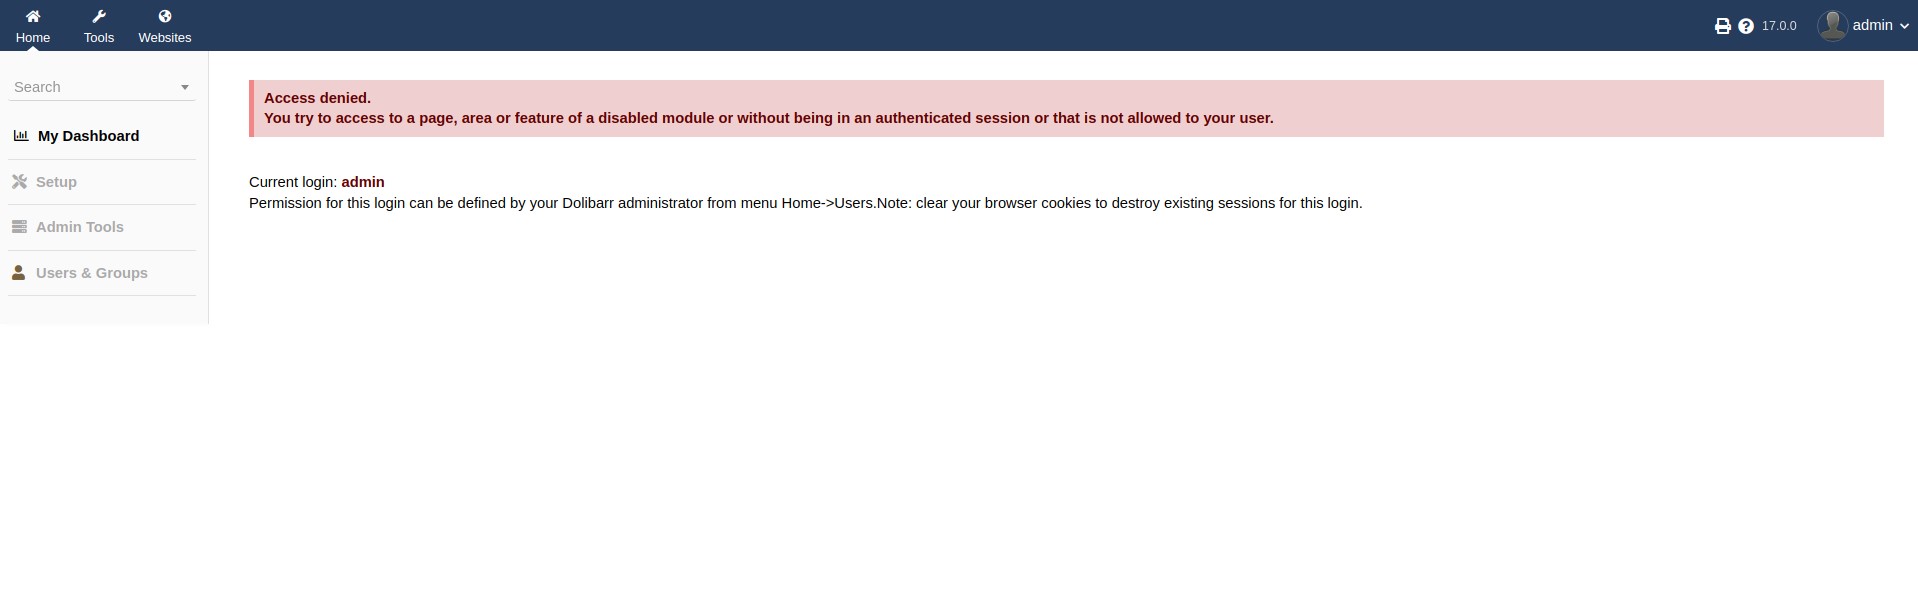 Home
Tools
Websites
17.0.0
admin
Search
My Dashboard
Setup
Admin Tools
Users & Groups
Access denied.
You try to access to a page, area or feature of a disabled module or without being in an authenticated session or that is not allowed to your user.
Current login: admin
Permission for this login can be defined by your Dolibarr administrator from menu Home->Users.Note: clear your browser cookies to destroy existing sessions for this login.